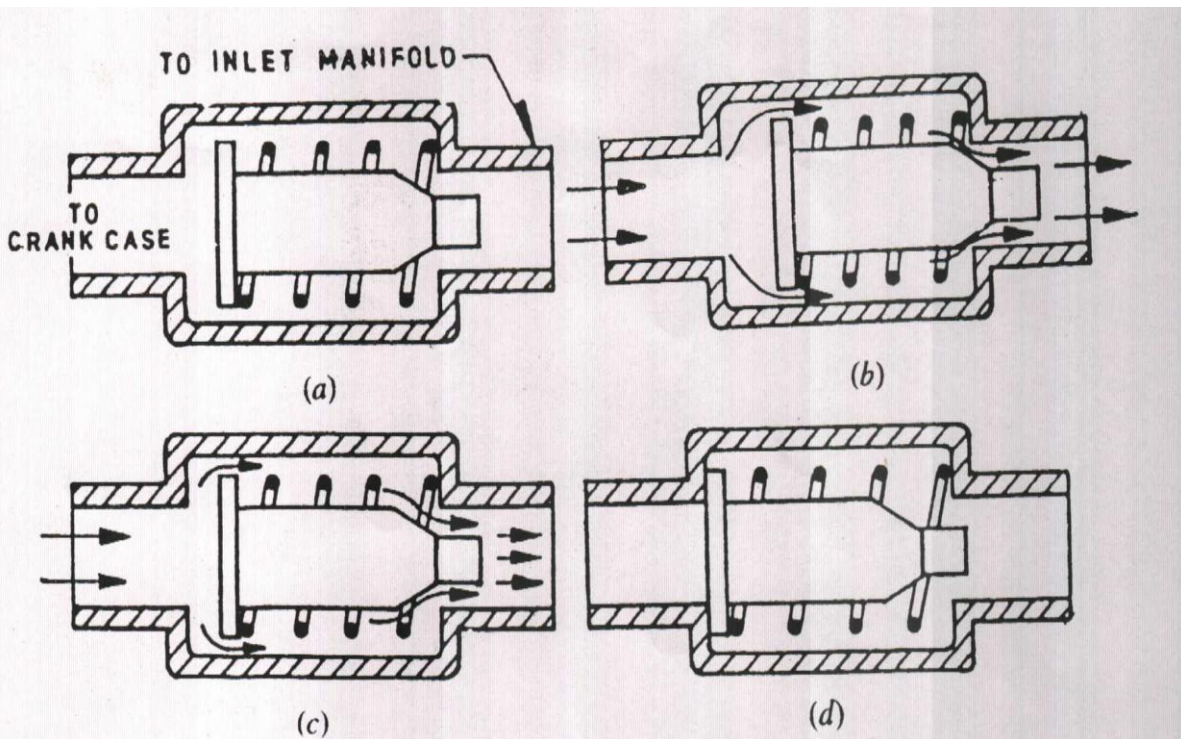 TO INLET MANIFOLD
TO
CRANK CASE
(a)
(b)
(c)
(d)